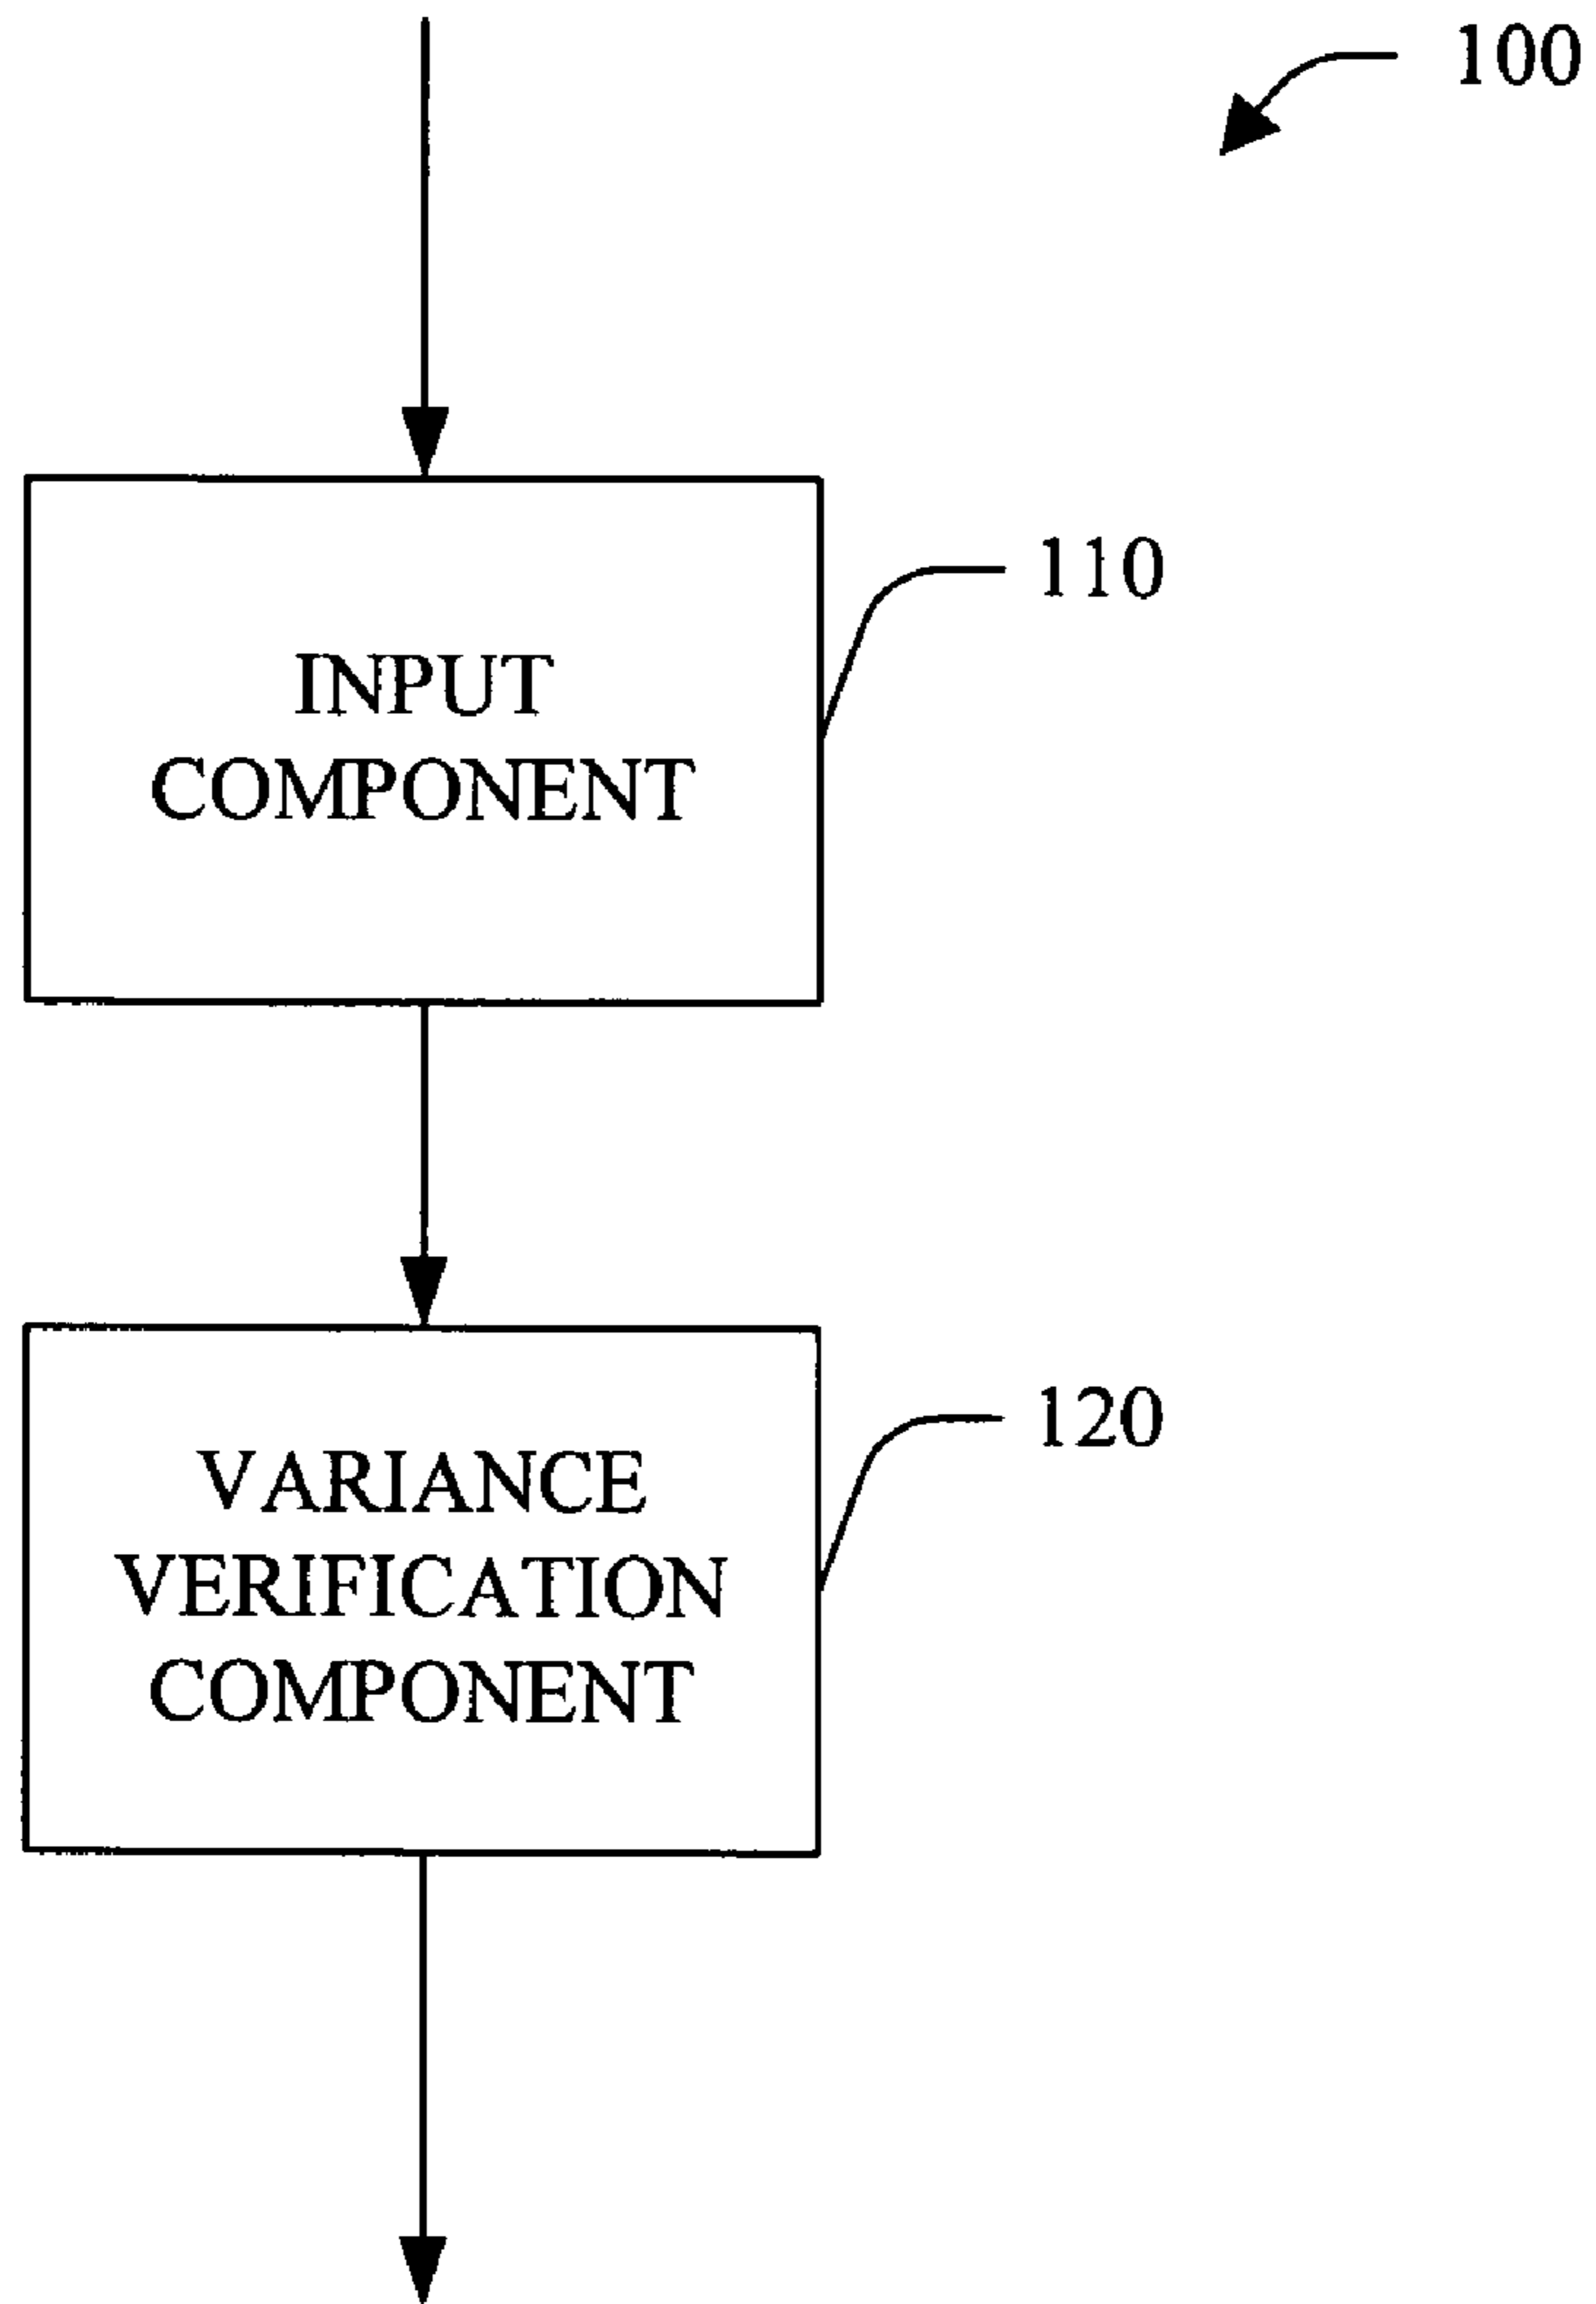 100
110
INPUT
COMPONENT
120
VARIANCE
VERIFICATION
COMPONENT